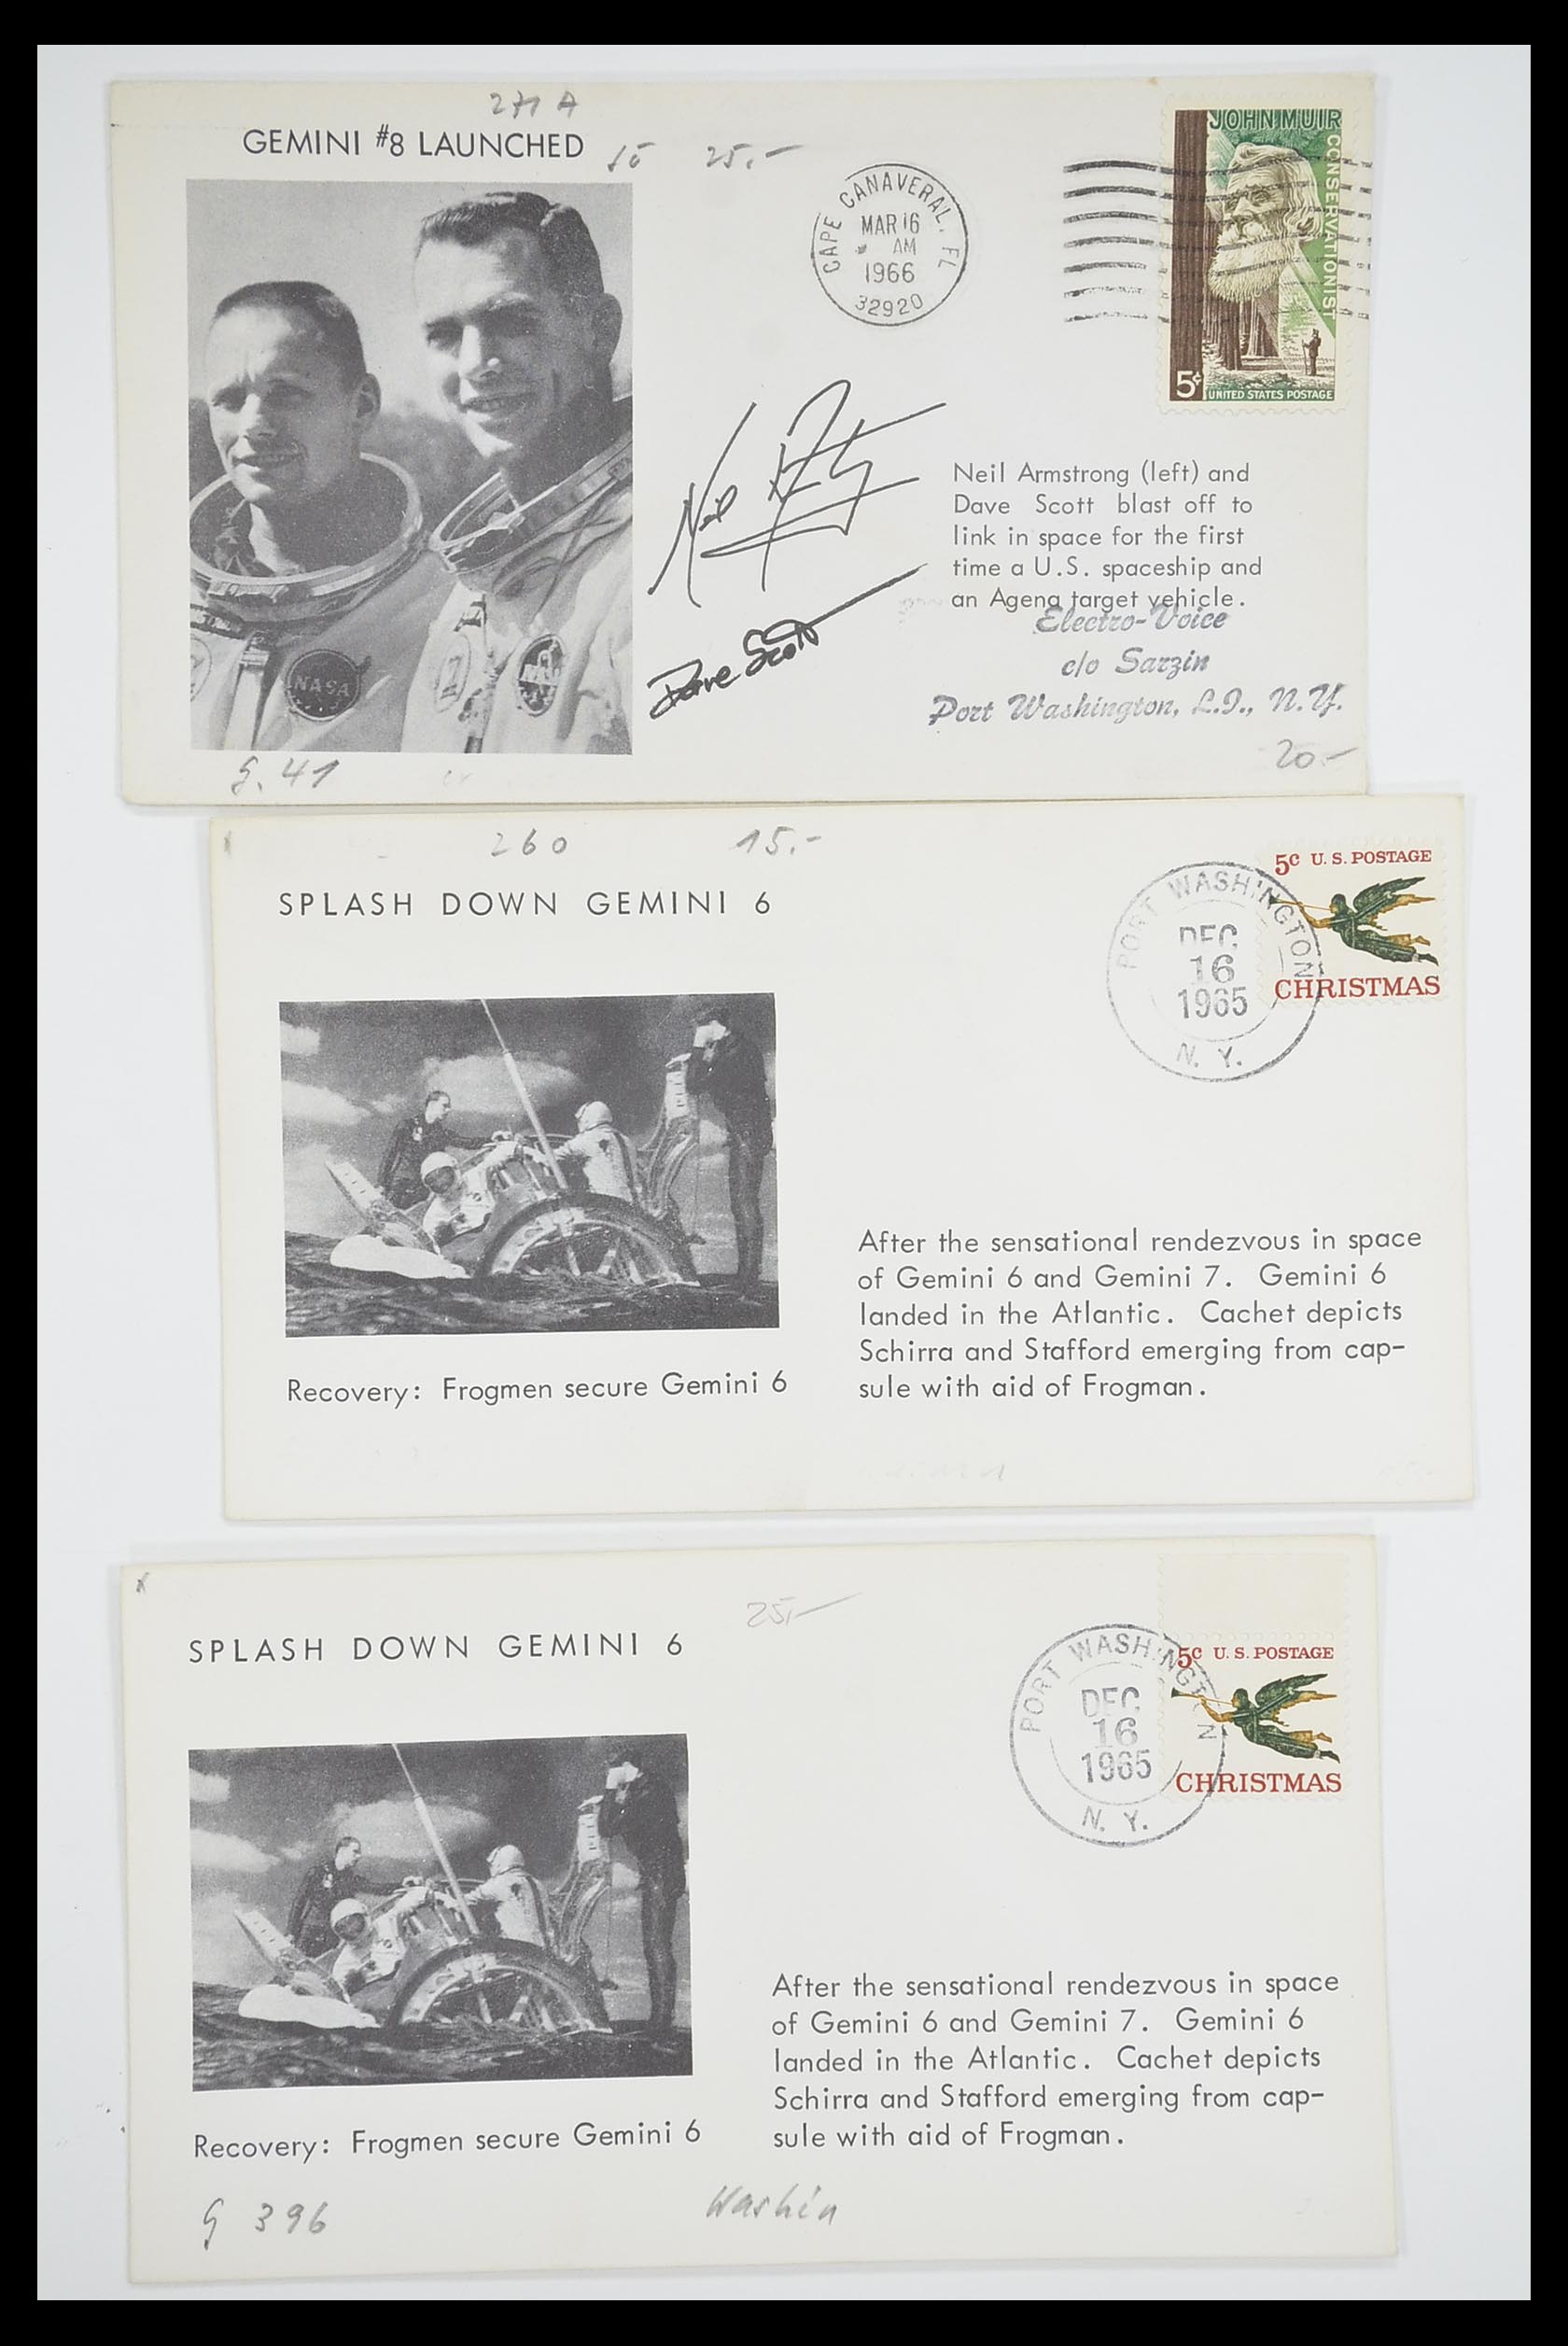 271 A
GEMINI #8 LAUNCHED
15 25.-
CAPE CANAVERAL, FL
MAR 16
AM
1966
32920
JOHN MUIR
CONSERVATIONIST
5¢
UNITED STATES POSTAGE
Neil
Dave Scott
NASA
Neil Armstrong (left) and
Dave Scott blast off to
link in space for the first
time a U.S. spaceship and
an Agena target vehicle.
Electro-Voice
c/o Sarzin
Port Washington, L.I., N.Y.
G. 41
20.-
260 15.-
SPLASH DOWN GEMINI 6
PORT WASHINGTON
DEC
16
1965
N. Y.
5c U. S. POSTAGE
CHRISTMAS
After the sensational rendezvous in space
of Gemini 6 and Gemini 7. Gemini 6
landed in the Atlantic. Cachet depicts
Schirra and Stafford emerging from cap-
sule with aid of Frogman.
Recovery: Frogmen secure Gemini 6
25.-
SPLASH DOWN GEMINI 6
PORT WASHINGTON
DEC
16
1965
N. Y.
5c U. S. POSTAGE
CHRISTMAS
After the sensational rendezvous in space
of Gemini 6 and Gemini 7. Gemini 6
landed in the Atlantic. Cachet depicts
Schirra and Stafford emerging from cap-
sule with aid of Frogman.
Recovery: Frogmen secure Gemini 6
G 396
Washin